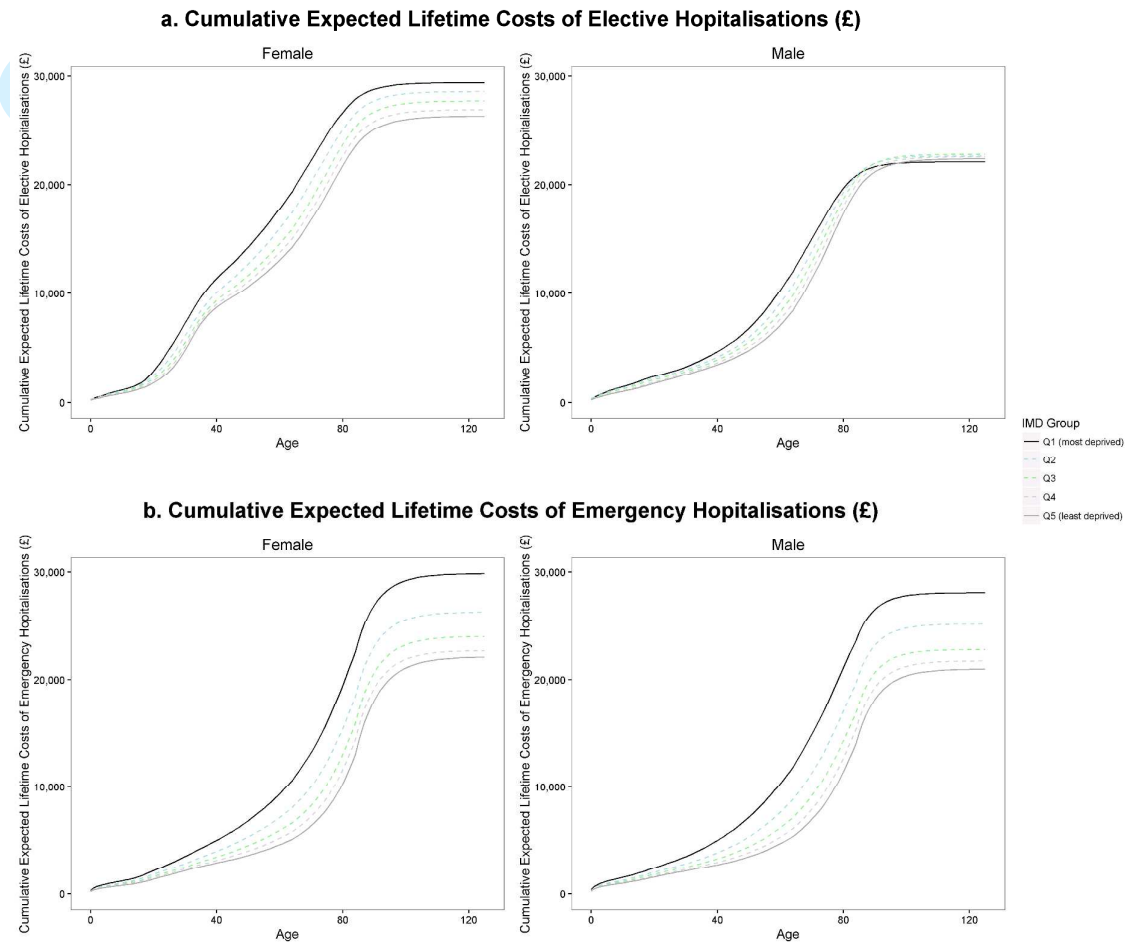 a. Cumulative Expected Lifetime Costs of Elective Hopitalisations (£)
Female
Male
Cumulative Expected Lifetime Costs of Elective Hopitalisations (£)
30,000
20,000
10,000
0
0
40
80
120
Age
Cumulative Expected Lifetime Costs of Elective Hopitalisations (£)
30,000
20,000
10,000
0
0
40
80
120
Age
IMD Group
Q1 (most deprived)
Q2
Q3
Q4
Q5 (least deprived)
b. Cumulative Expected Lifetime Costs of Emergency Hopitalisations (£)
Female
Male
Cumulative Expected Lifetime Costs of Emergency Hopitalisations (£)
30,000
20,000
10,000
0
0
40
80
120
Age
Cumulative Expected Lifetime Costs of Emergency Hopitalisations (£)
30,000
20,000
10,000
0
0
40
80
120
Age